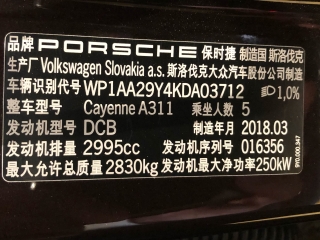 品牌 PORSCHE 保时捷 制造国 斯洛伐克
生产厂 Volkswagen Slovakia a.s. 斯洛伐克大众汽车股份公司制造
车辆识别代号 WP1AA29Y4KDA03712 1,0%
整车型号 Cayenne A311 乘坐人数 5
发动机型号 DCB 制造年月 2018.03
发动机排量 2995cc 发动机序列号 016356
最大允许总质量 2830kg 发动机最大净功率 250kW
9Y0.000.347